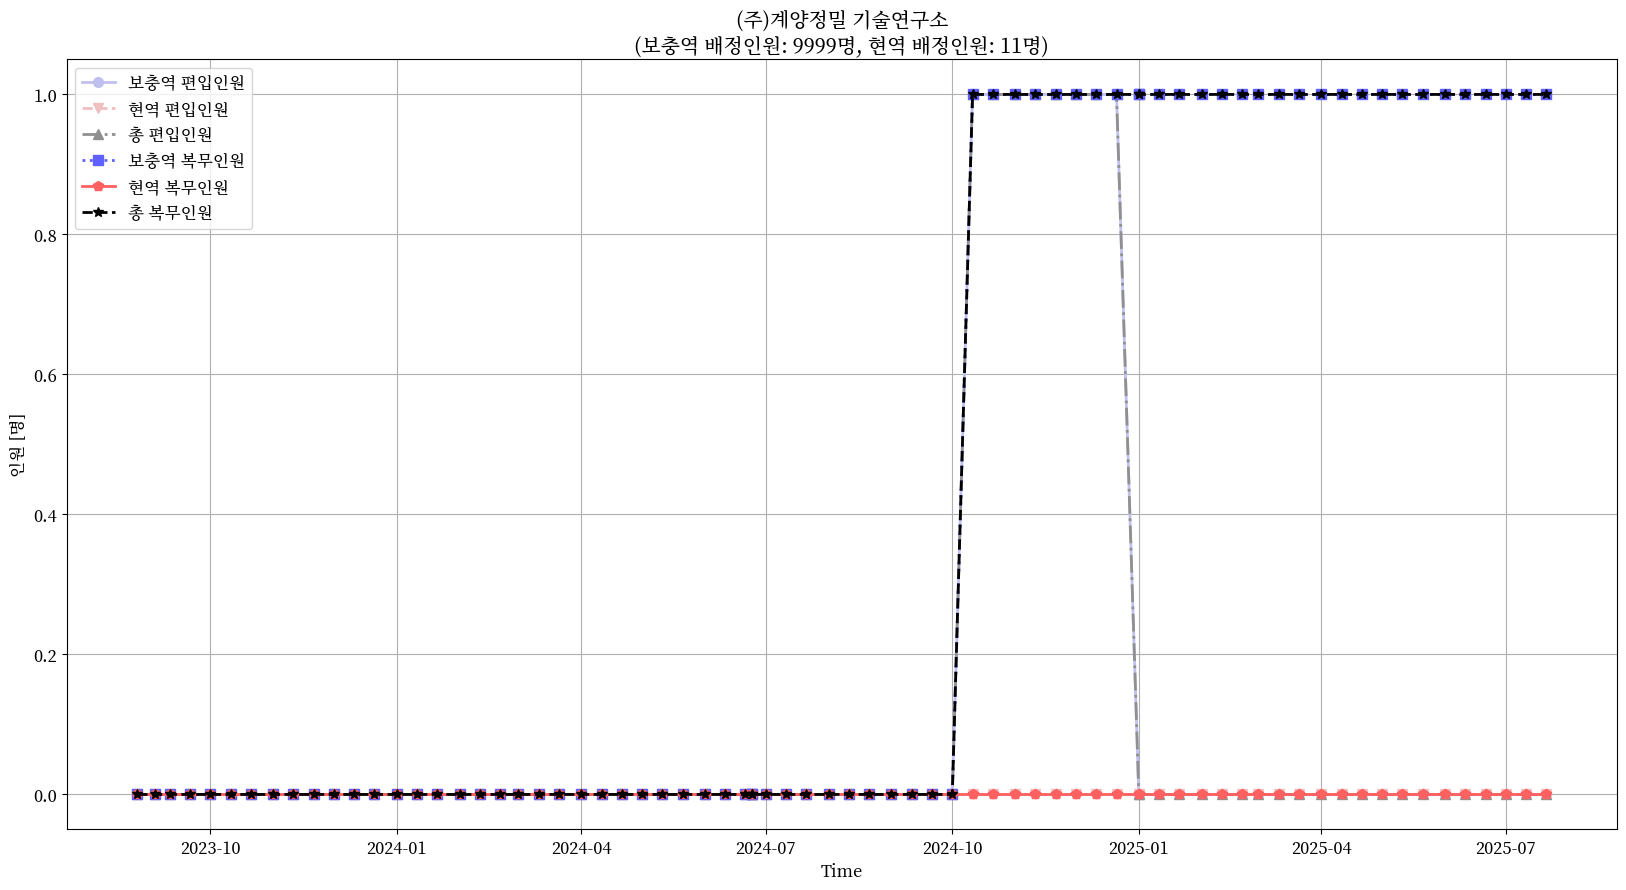 (주)계양정밀 기술연구소
(보충역 배정인원: 9999명, 현역 배정인원: 11명)
보충역 편입인원
현역 편입인원
총 편입인원
보충역 복무인원
현역 복무인원
총 복무인원
1.0
0.8
0.6
0.4
0.2
0.0
인원 [명]
2023-10
2024-01
2024-04
2024-07
2024-10
2025-01
2025-04
2025-07
Time